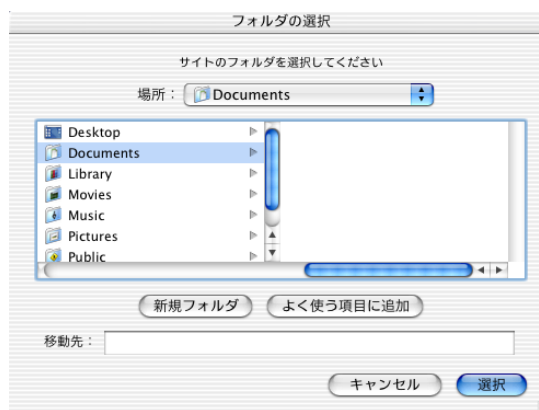 フォルダの選択
サイトのフォルダを選択してください
場所： Documents
Desktop
Documents
Library
Movies
Music
Pictures
Public
新規フォルダ よく使う項目に追加
移動先：
キャンセル 選択